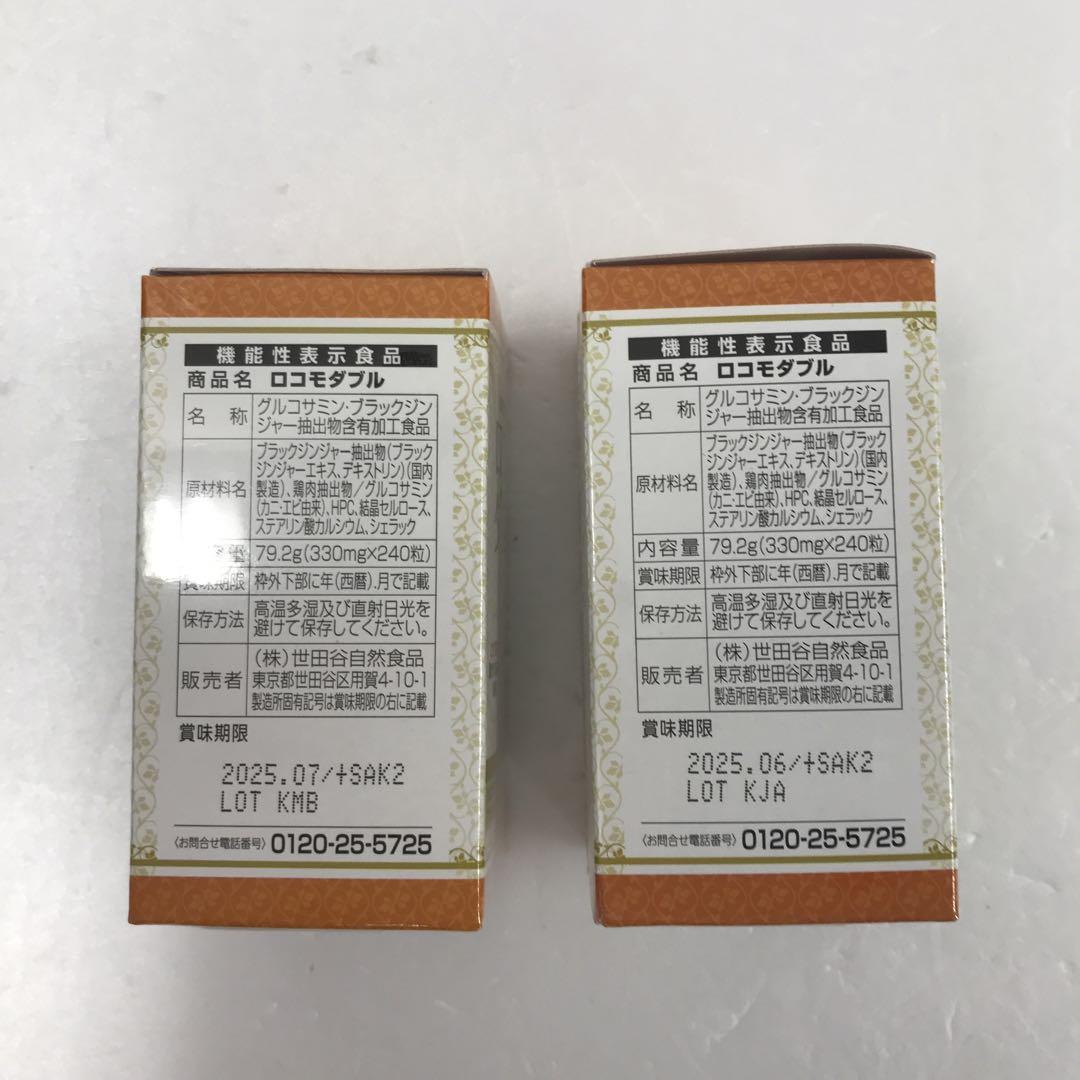 機能性表示食品
商品名 ロコモダブル
名 称
グルコサミン・ブラックジン
ジャー抽出物含有加工食品
原材料名
ブラックジンジャー抽出物(ブラック
ジンジャーエキス、デキストリン)(国内
製造)、鶏肉抽出物/グルコサミン
(カニ・エビ由来)、HPC、結晶セルロース、
ステアリン酸カルシウム、シェラック
量 79.2g(330mg×240粒)
賞味期限 枠外下部に年(西暦).月で記載
保存方法
高温多湿及び直射日光を
避けて保存してください。
販売者
(株)世田谷自然食品
東京都世田谷区用賀4-10-1
製造所固有記号は賞味期限の右に記載
賞味期限
2025.07/+SAK2
LOT KMB
〈お問合せ電話番号〉0120-25-5725
機能性表示食品
商品名 ロコモダブル
名 称
グルコサミン・ブラックジン
ジャー抽出物含有加工食品
原材料名
ブラックジンジャー抽出物(ブラック
ジンジャーエキス、デキストリン)(国内
製造)、鶏肉抽出物/グルコサミン
(カニ・エビ由来)、HPC、結晶セルロース、
ステアリン酸カルシウム、シェラック
内容量 79.2g(330mg×240粒)
賞味期限 枠外下部に年(西暦).月で記載
保存方法
高温多湿及び直射日光を
避けて保存してください。
販売者
(株)世田谷自然食品
東京都世田谷区用賀4-10-1
製造所固有記号は賞味期限の右に記載
賞味期限
2025.06/+SAK2
LOT KJA
〈お問合せ電話番号〉0120-25-5725